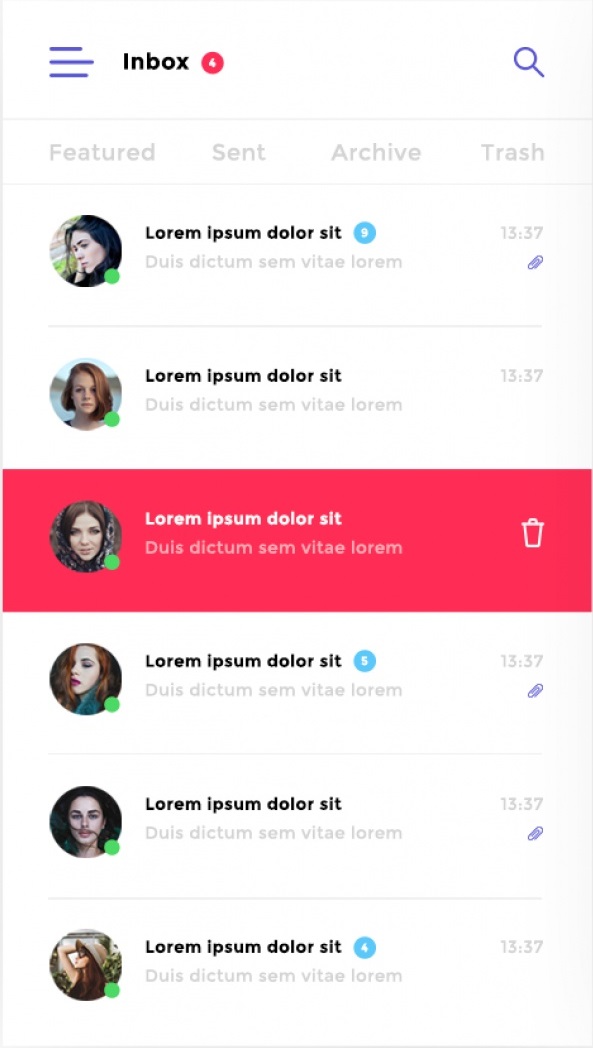 Inbox 4
Featured Sent Archive Trash
Lorem ipsum dolor sit 9 13:37
Duis dictum sem vitae lorem
Lorem ipsum dolor sit 13:37
Duis dictum sem vitae lorem
Lorem ipsum dolor sit
Duis dictum sem vitae lorem
Lorem ipsum dolor sit 5 13:37
Duis dictum sem vitae lorem
Lorem ipsum dolor sit 13:37
Duis dictum sem vitae lorem
Lorem ipsum dolor sit 4 13:37
Duis dictum sem vitae lorem